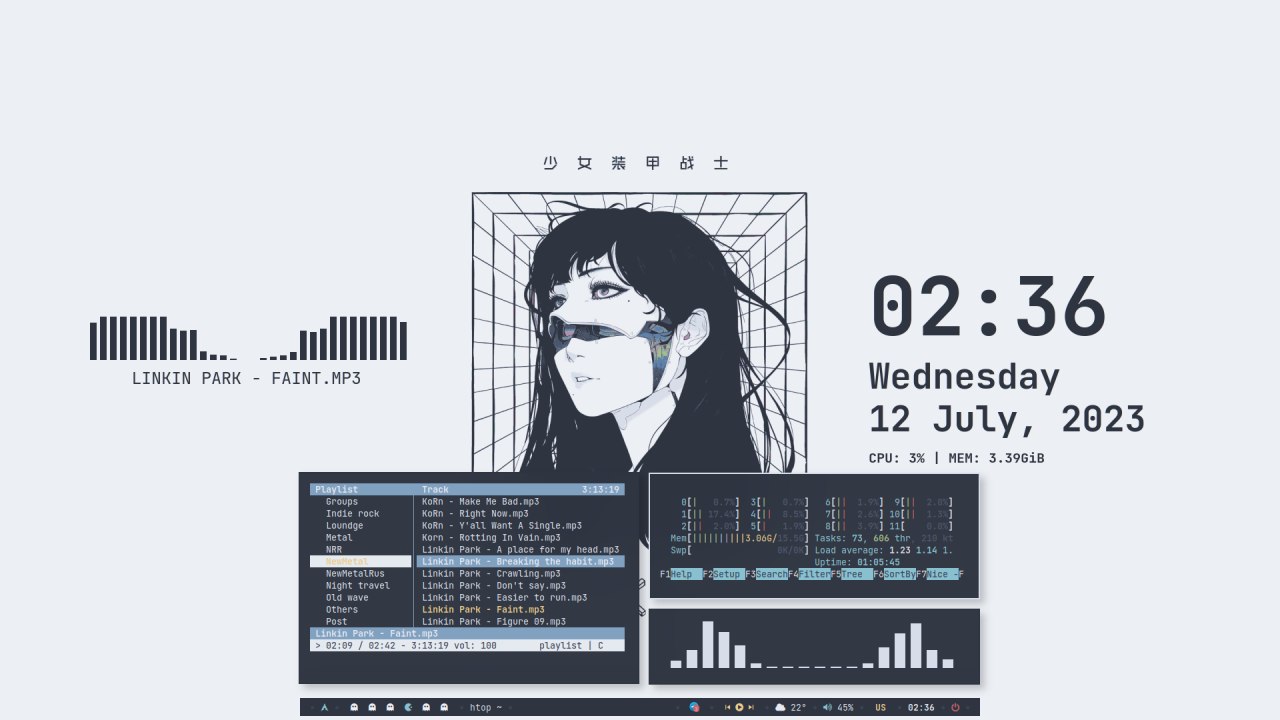 少女装甲战士
02:36
LINKIN PARK - FAINT.MP3
Wednesday
12 July, 2023
CPU: 3% | MEM: 3.39GiB
Playlist Track 3:13:19
Groups KoRn - Make Me Bad.mp3
Indie rock KoRn - Right Now.mp3
Loundge KoRn - Y'all Want A Single.mp3
Metal Korn - Rotting In Vain.mp3
NRR Linkin Park - A place for my head.mp3
NewMetal Linkin Park - Breaking the habit.mp3
NewMetalRus Linkin Park - Crawling.mp3
Night travel Linkin Park - Don't say.mp3
Old wave Linkin Park - Easier to run.mp3
Others Linkin Park - Faint.mp3
Post Linkin Park - Figure 09.mp3
Linkin Park - Faint.mp3
> 02:09 / 02:42 - 3:13:19 vol: 100 playlist | C
0[| 0.7%] 3[| 0.7%] 6[|| 1.9%] 9[|| 2.0%]
1[|| 17.4%] 4[|| 8.5%] 7[|| 2.6%] 10[|| 1.3%]
2[|| 2.0%] 5[| 1.9%] 8[|| 3.9%] 11[ 0.0%]
Mem[||||||||||3.06G/15.5G] Tasks: 73, 606 thr, 210 kt
Swp[ 0K/0K] Load average: 1.23 1.14 1.
Uptime: 01:05:45
F1Help F2Setup F3SearchF4FilterF5Tree F6SortByF7Nice -F
htop ~ 22° 45% US 02:36